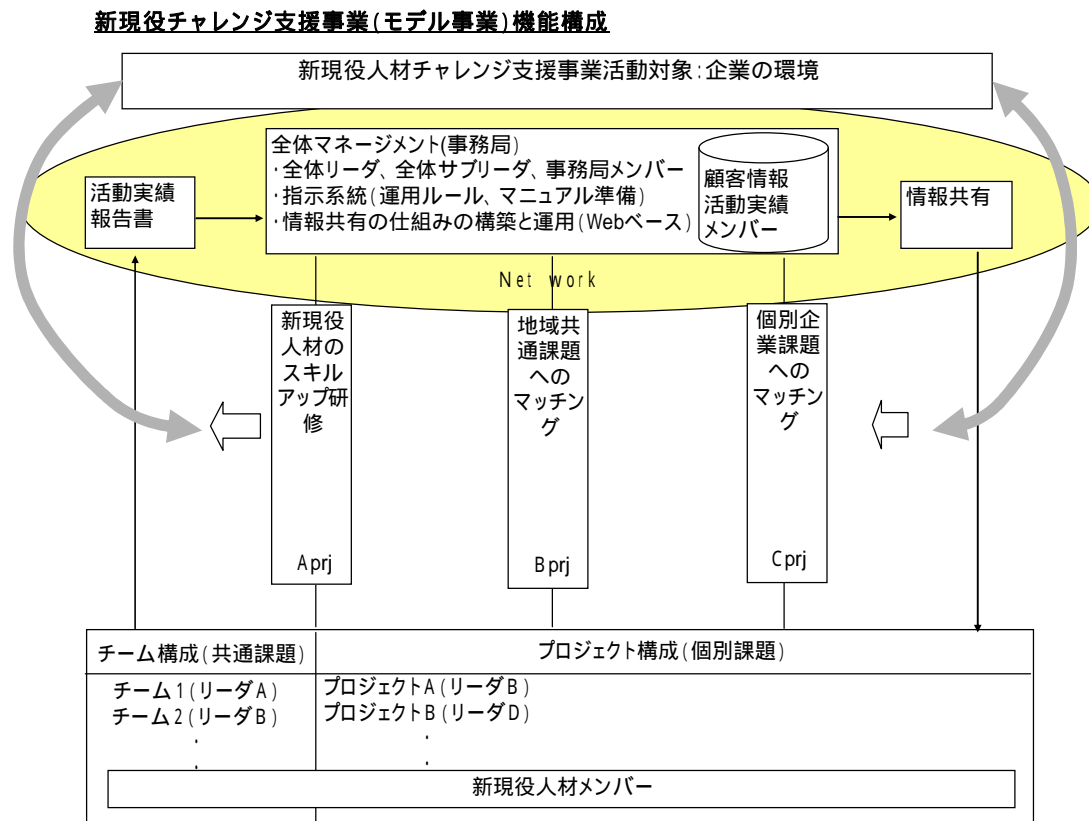 新現役チャレンジ支援事業(モデル事業)機能構成
新現役人材チャレンジ支援事業活動対象:企業の環境
全体マネージメント(事務局)
・全体リーダ、全体サブリーダ、事務局メンバー
・指示系統(運用ルール、マニュアル準備)
・情報共有の仕組みの構築と運用(Webベース)
顧客情報
活動実績
メンバー
活動実績
報告書
情報共有
Net work
新現役
人材の
スキル
アップ研
修
Aprj
地域共
通課題
への
マッチン
グ
Bprj
個別企
業課題
への
マッチン
グ
Cprj
チーム構成(共通課題)
プロジェクト構成(個別課題)
チーム1(リーダA)
チーム2(リーダB)
・
・
プロジェクトA(リーダB)
プロジェクトB(リーダD)
・
・
新現役人材メンバー